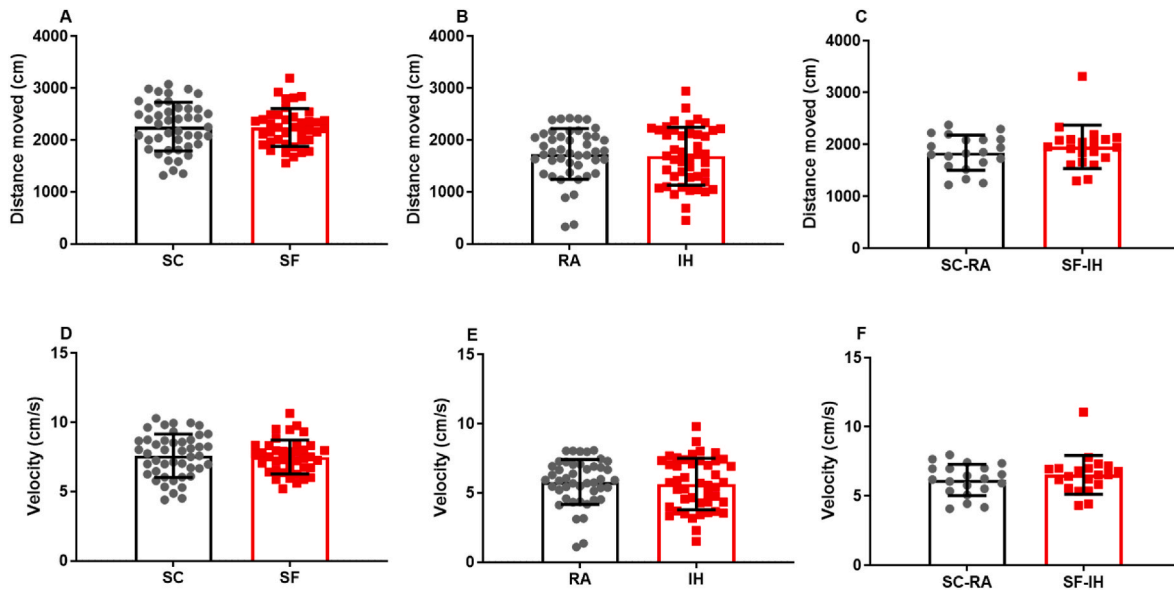 A
Distance moved (cm)
4000
3000
2000
1000
0
SC
SF
B
Distance moved (cm)
4000
3000
2000
1000
0
RA
IH
C
Distance moved (cm)
4000
3000
2000
1000
0
SC-RA
SF-IH
D
Velocity (cm/s)
15
10
5
0
SC
SF
E
Velocity (cm/s)
15
10
5
0
RA
IH
F
Velocity (cm/s)
15
10
5
0
SC-RA
SF-IH